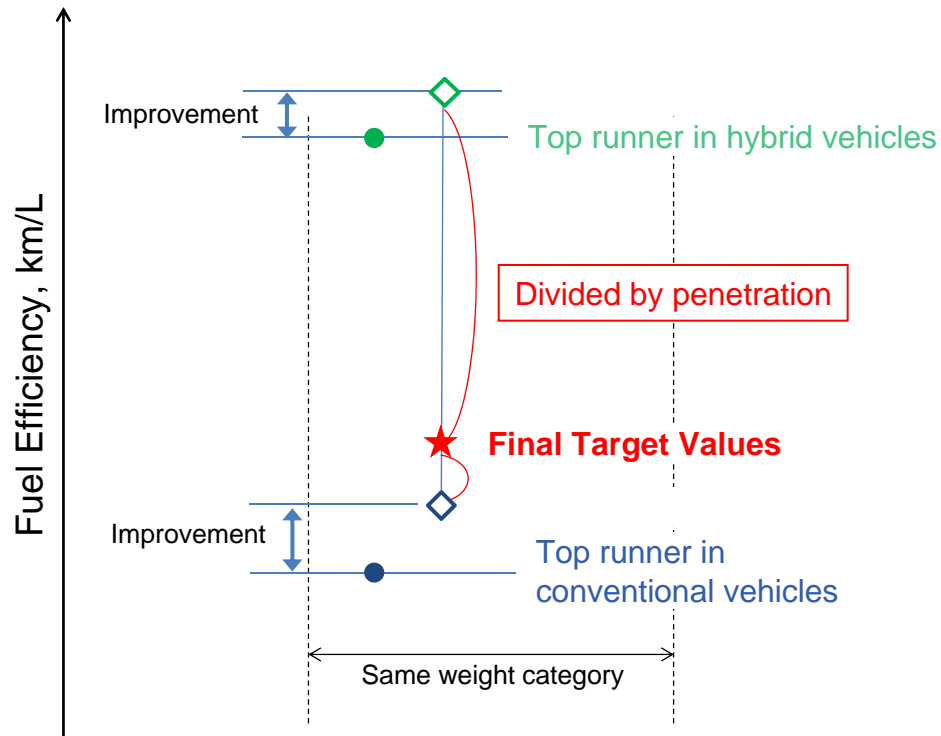 Fuel Efficiency, km/L
Improvement
Top runner in hybrid vehicles
Divided by penetration
Final Target Values
Improvement
Top runner in
conventional vehicles
Same weight category